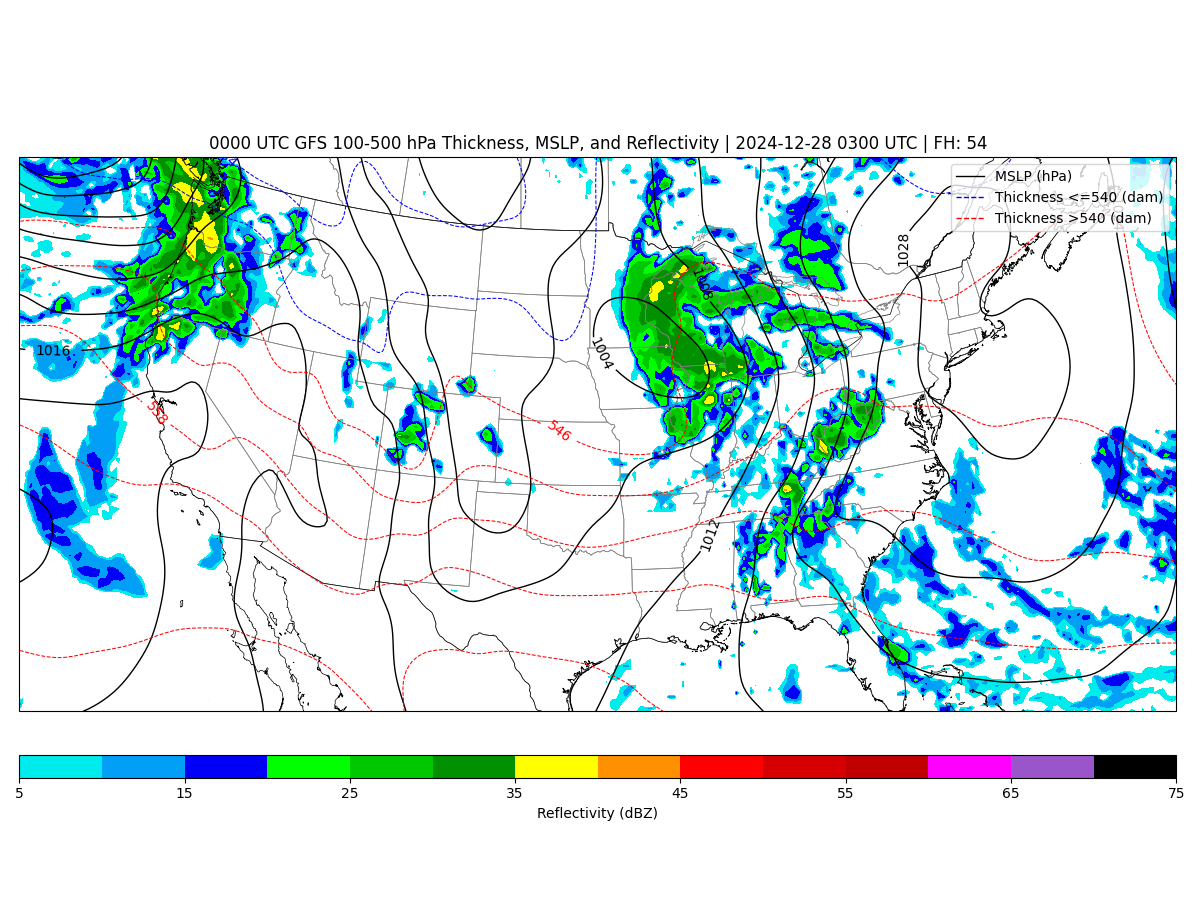 0000 UTC GFS 100-500 hPa Thickness, MSLP, and Reflectivity | 2024-12-28 0300 UTC | FH: 54
MSLP (hPa)
Thickness <=540 (dam)
Thickness >540 (dam)
1028
1008
1016
1004
558
546
1012
5 15 25 35 45 55 65 75
Reflectivity (dBZ)